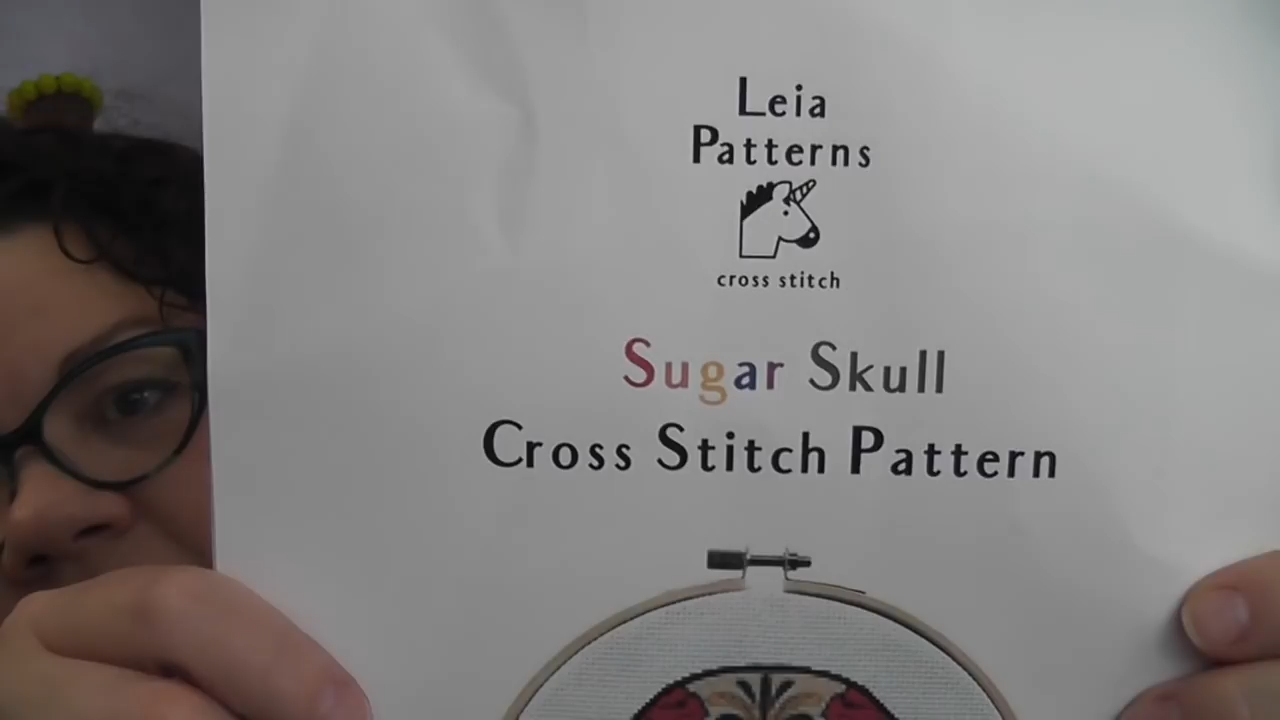 Leia
Patterns
cross stitch
Sugar Skull
Cross Stitch Pattern